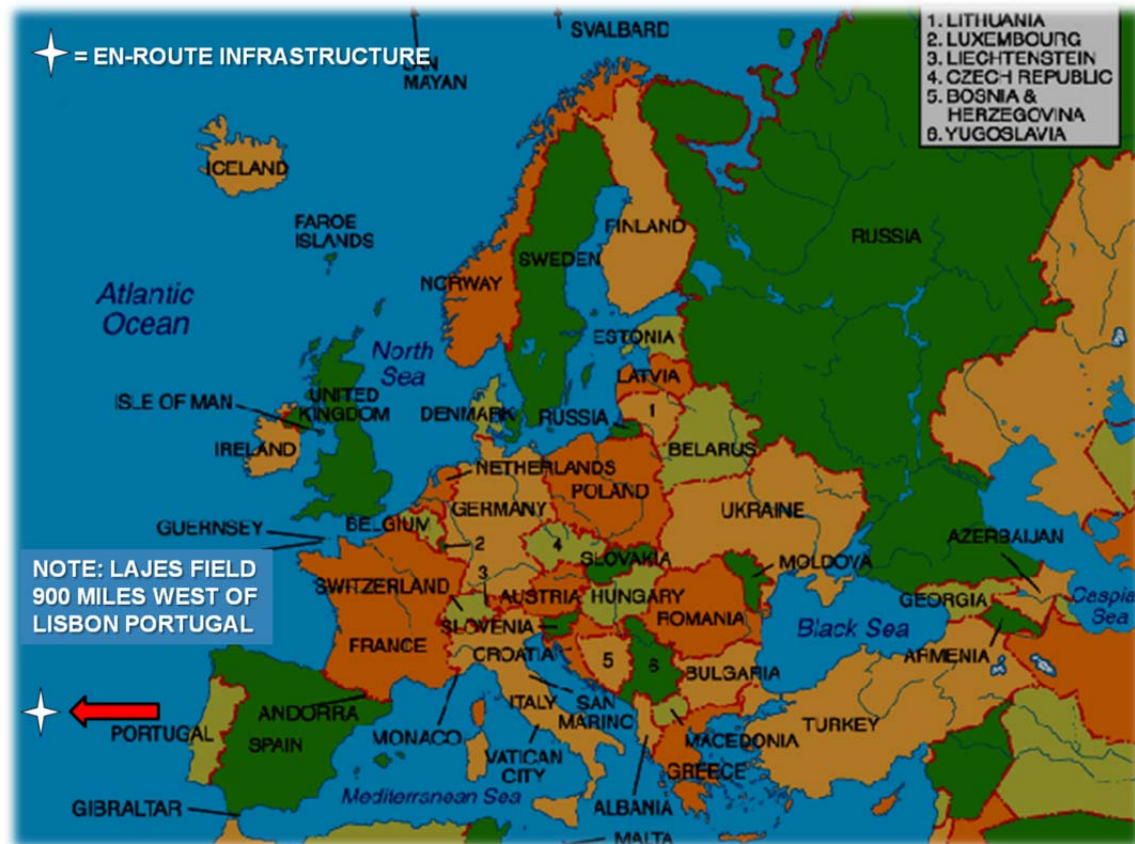 = EN-ROUTE INFRASTRUCTURE
SVALBARD
MAYAN
1. LITHUANIA
2. LUXEMBOURG
3. LIECHTENSTEIN
4. CZECH REPUBLIC
5. BOSNIA &
HERZEGOVINA
6. YUGOSLAVIA
ICELAND
FAROE
ISLANDS
FINLAND
RUSSIA
SWEDEN
NORWAY
Atlantic
Ocean
North
Sea
ESTONIA
LATVIA
ISLE OF MAN
UNITED
KINGDOM
DENMARK
RUSSIA
1
IRELAND
BELARUS
NETHERLANDS
POLAND
GERMANY
UKRAINE
GUERNSEY
BELGIUM
2
4
SLOVAKIA
AZERBAIJAN
MOLDOVA
NOTE: LAJES FIELD
900 MILES WEST OF
LISBON PORTUGAL
SWITZERLAND
3
AUSTRIA
HUNGARY
ROMANIA
GEORGIA
Sea
SLOVENIA
Black Sea
FRANCE
CROATIA
5
6
BULGARIA
ARMENIA
ANDORRA
ITALY
SAN
MARINO
PORTUGAL
SPAIN
MONACO
VATICAN
CITY
MACEDONIA
TURKEY
GREECE
GIBRALTAR
Mediterranean Sea
ALBANIA
MALTA